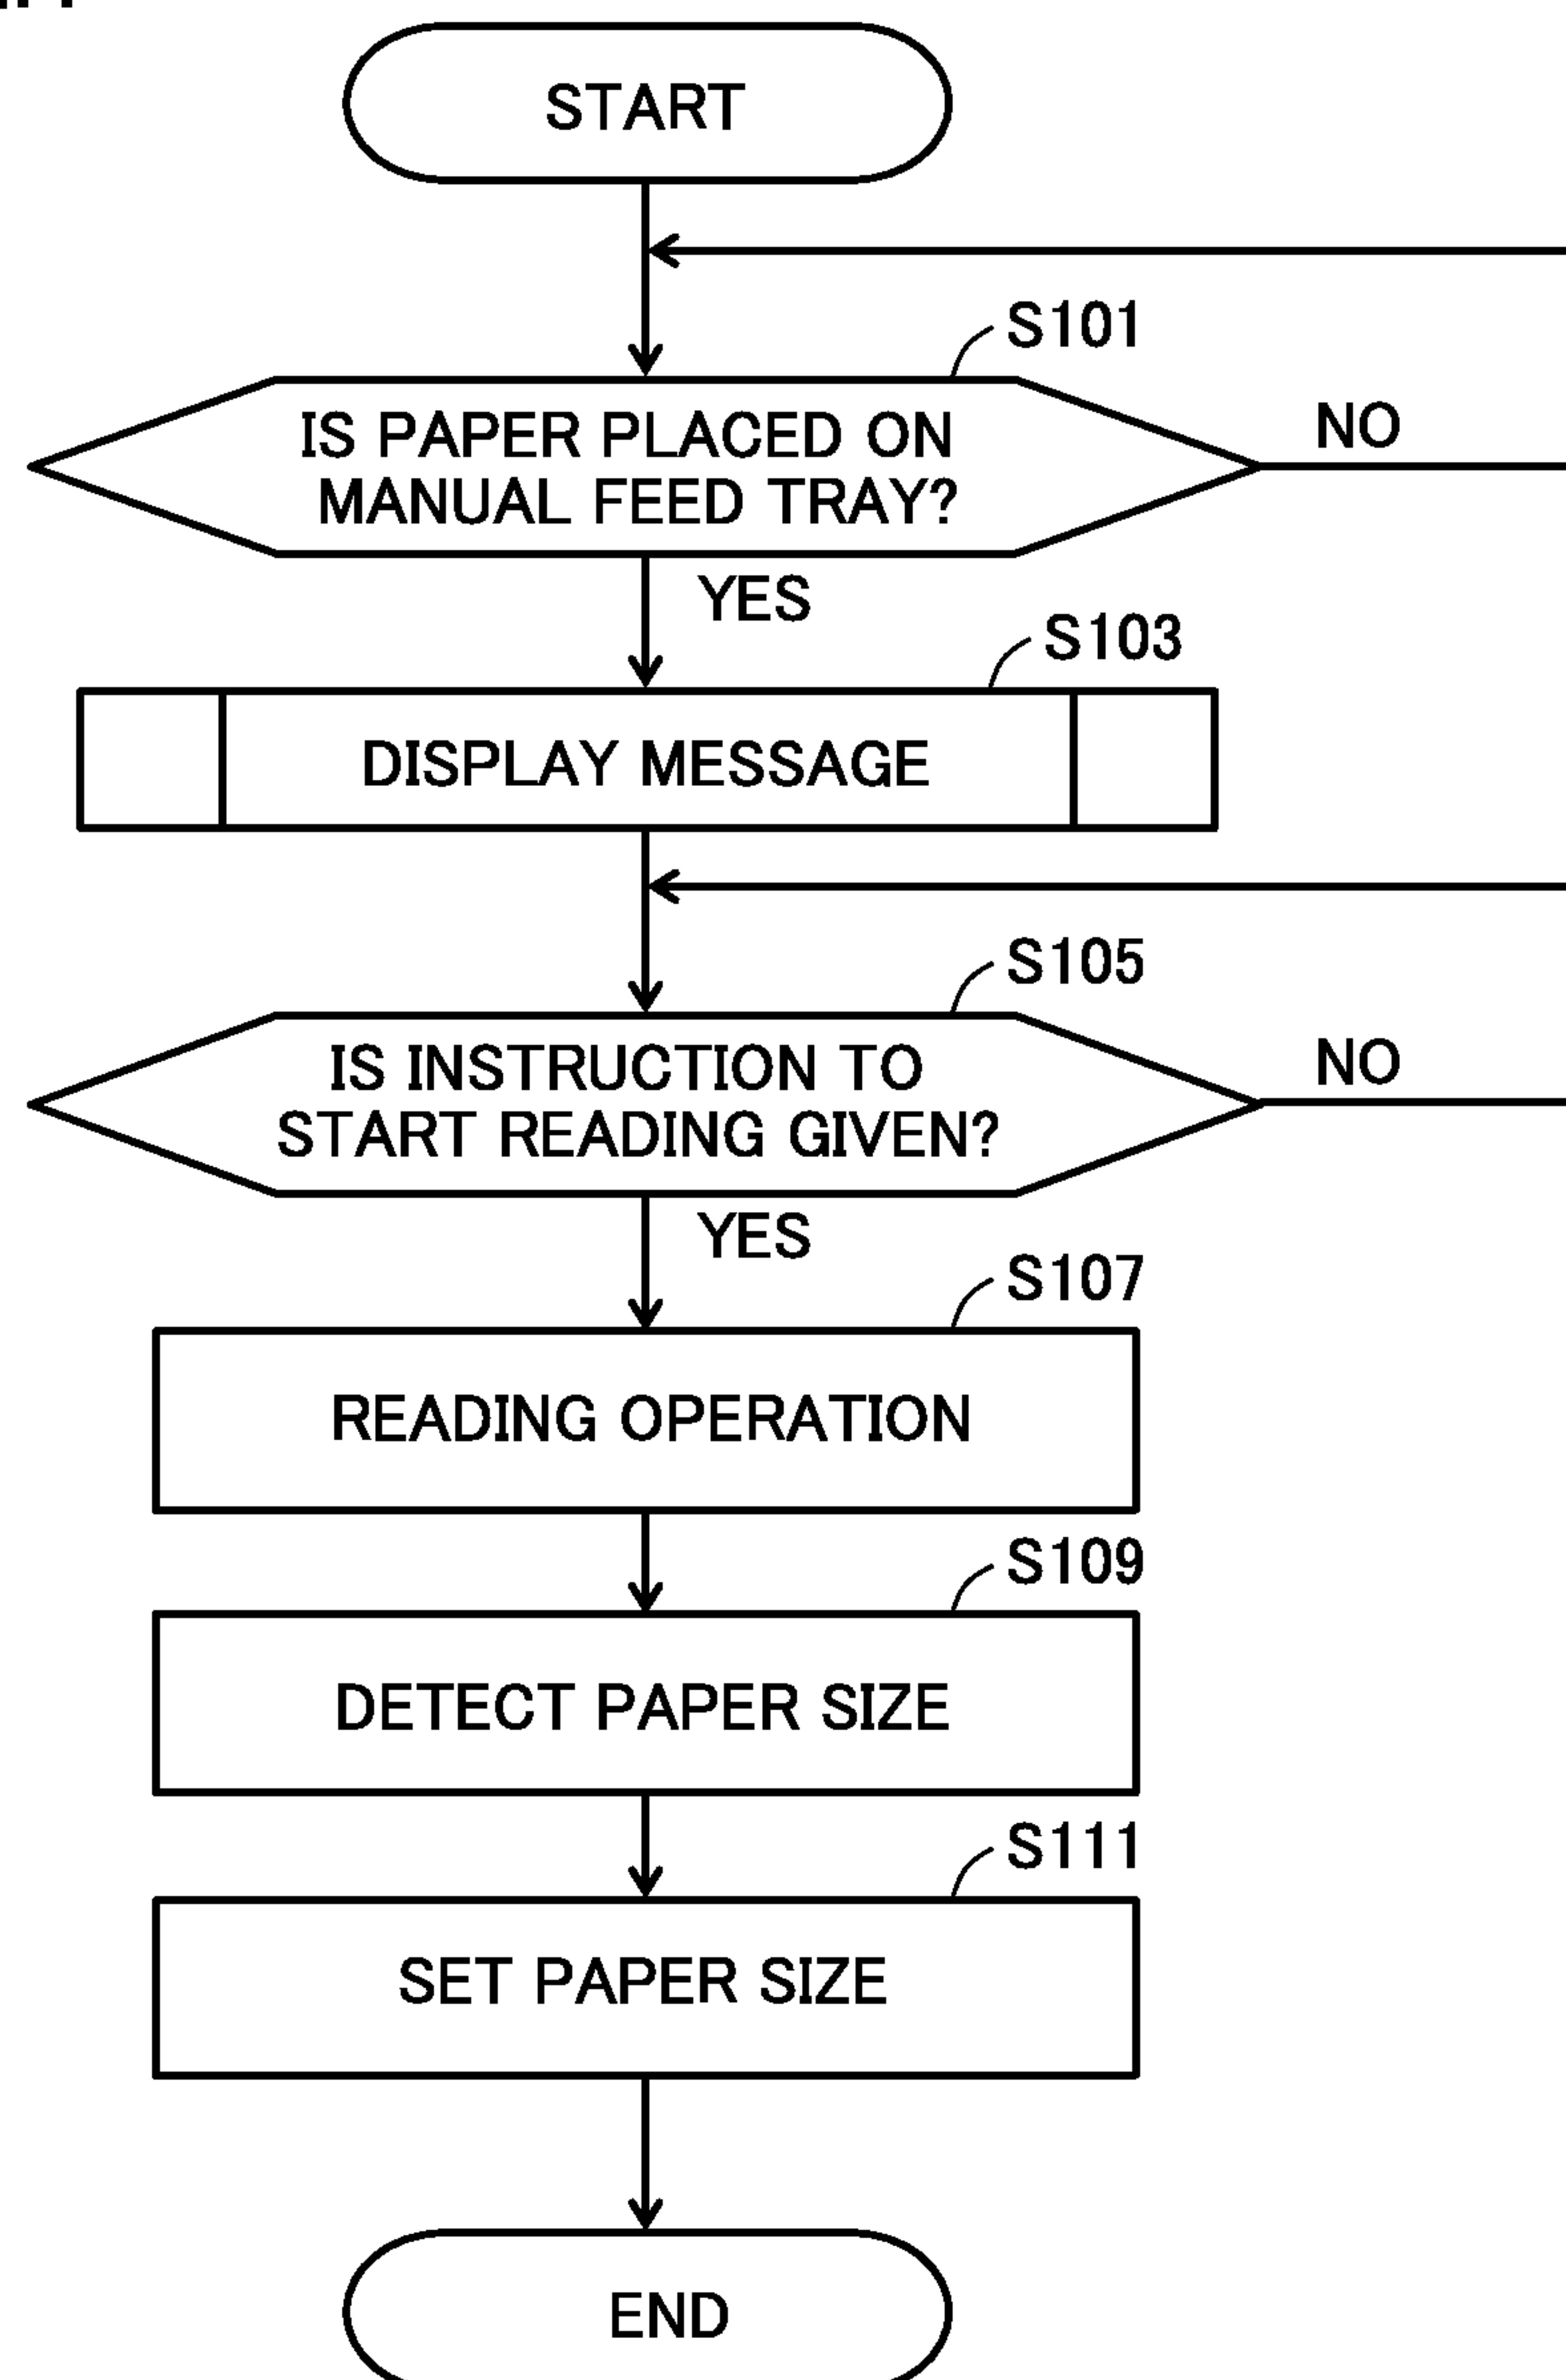 START
S101
IS PAPER PLACED ON
MANUAL FEED TRAY?
NO
YES
S103
DISPLAY MESSAGE
S105
IS INSTRUCTION TO
START READING GIVEN?
NO
YES
S107
READING OPERATION
S109
DETECT PAPER SIZE
S111
SET PAPER SIZE
END